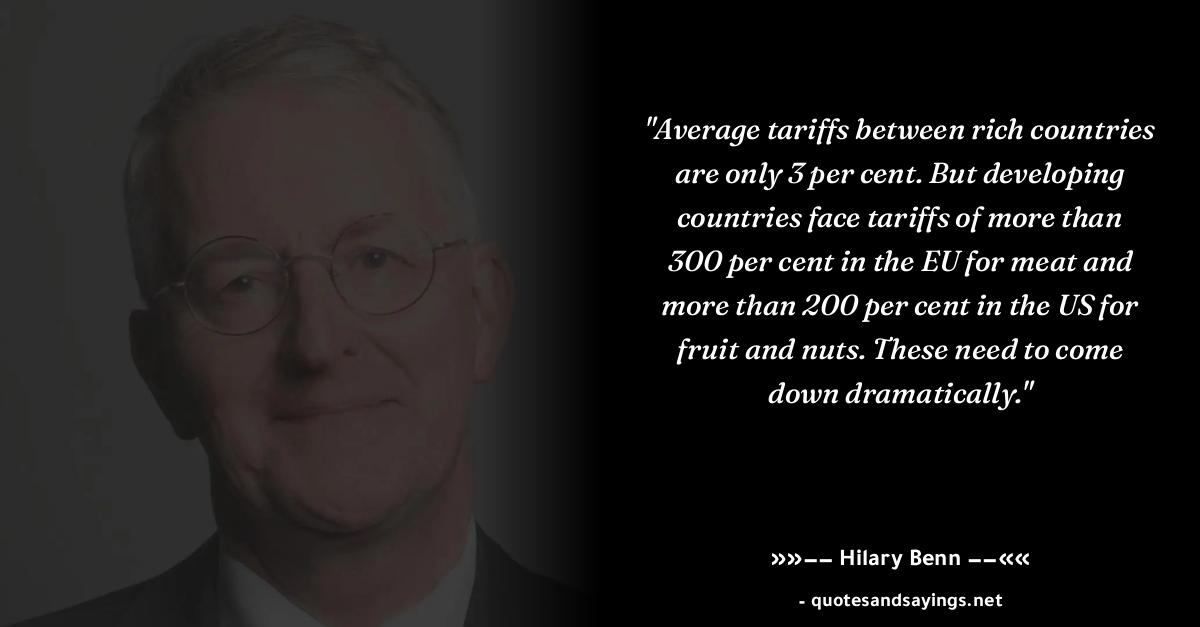 "Average tariffs between rich countries
are only 3 per cent. But developing
countries face tariffs of more than
300 per cent in the EU for meat and
more than 200 per cent in the US for
fruit and nuts. These need to come
down dramatically."
»»—— Hilary Benn ——««
- quotesandsayings.net